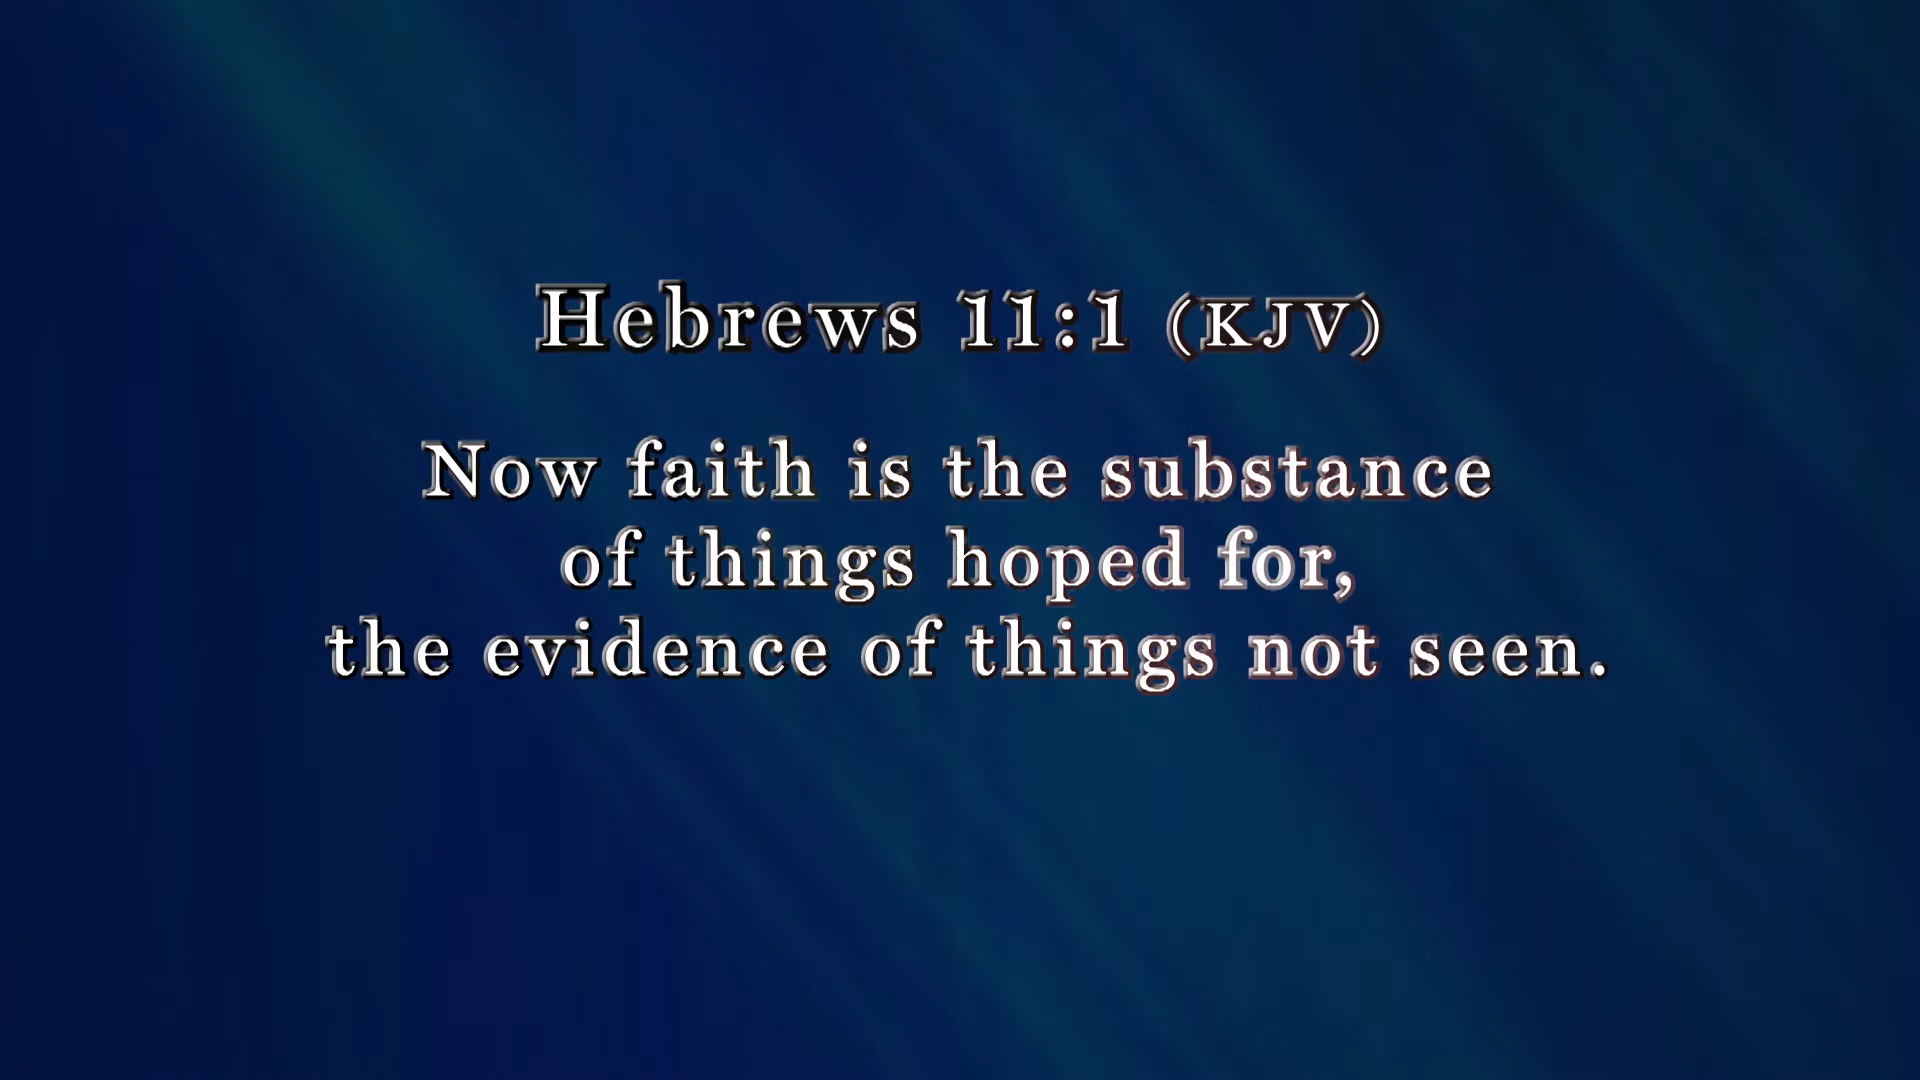 Hebrews 11:1 (KJV)
Now faith is the substance
of things hoped for,
the evidence of things not seen.